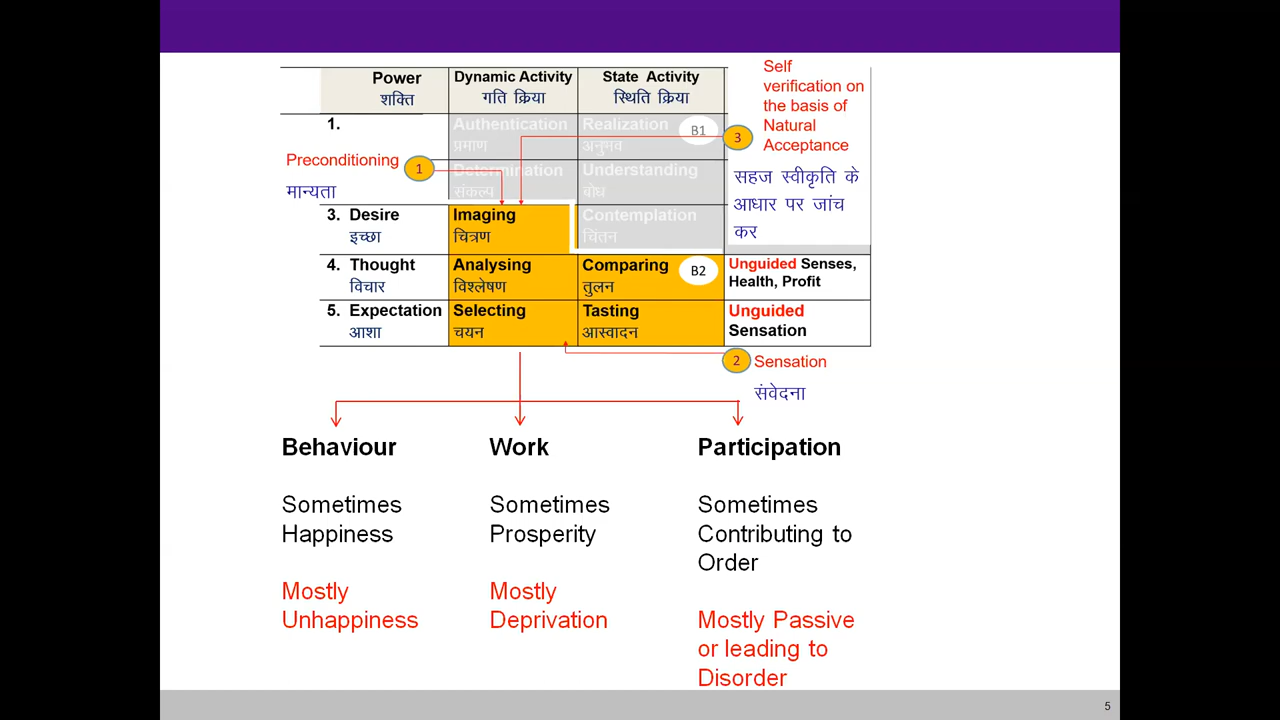 Power
शक्ति
Dynamic Activity
गति क्रिया
State Activity
स्थिति क्रिया
Self
verification on
the basis of
Natural
Acceptance
सहज स्वीकृति के
आधार पर जांच
कर
3
1.
Authentication
प्रमाण
Realization
अनुभव
B1
Preconditioning
मान्यता
1
Determination
संकल्प
Understanding
बोध
3. Desire
इच्छा
Imaging
चित्रण
Contemplation
चिंतन
4. Thought
विचार
Analysing
विश्लेषण
Comparing
तुलन
B2
Unguided Senses,
Health, Profit
5. Expectation
आशा
Selecting
चयन
Tasting
आस्वादन
Unguided
Sensation
2 Sensation
संवेदना
Behaviour
Sometimes
Happiness
Mostly
Unhappiness
Work
Sometimes
Prosperity
Mostly
Deprivation
Participation
Sometimes
Contributing to
Order
Mostly Passive
or leading to
Disorder
5